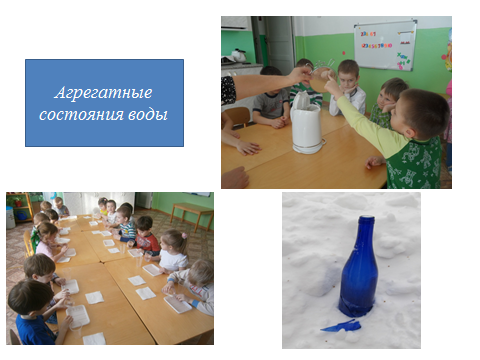 Агрегатные
состояния воды